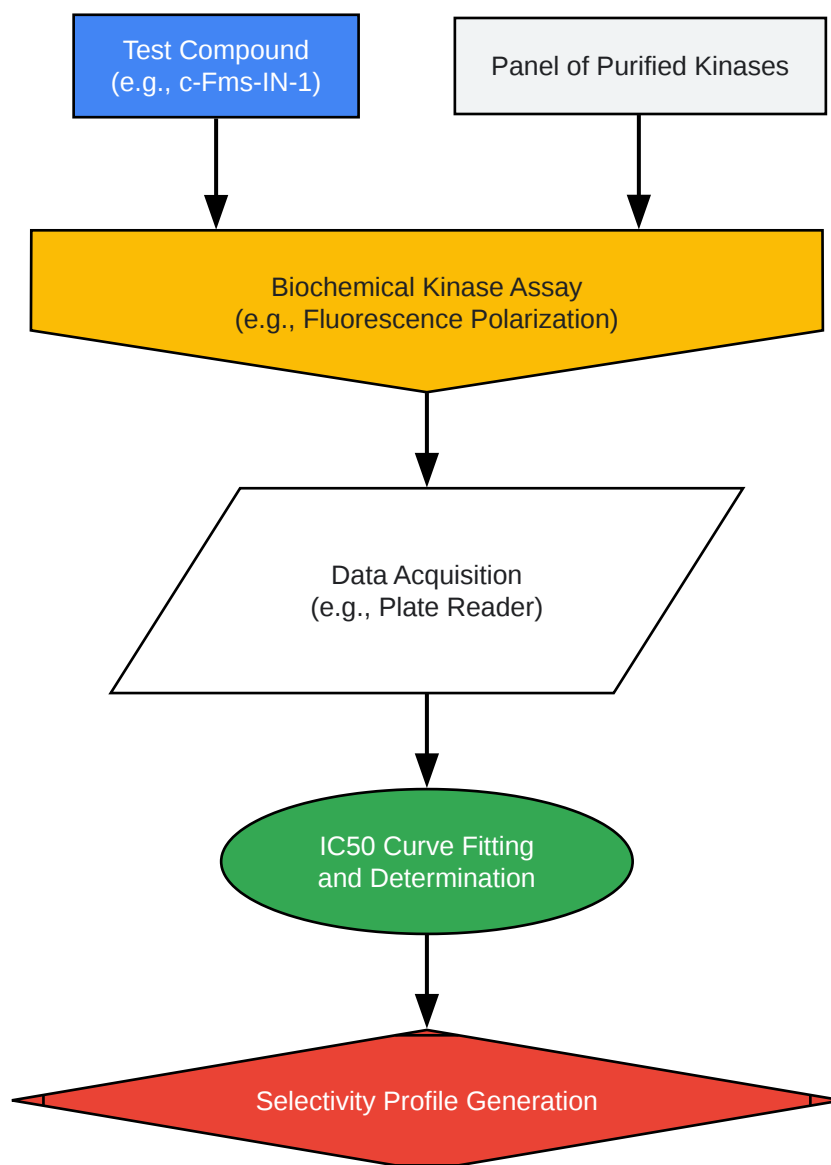 Test Compound
(e.g., c-Fms-IN-1)
Panel of Purified Kinases
Biochemical Kinase Assay
(e.g., Fluorescence Polarization)
Data Acquisition
(e.g., Plate Reader)
IC50 Curve Fitting
and Determination
Selectivity Profile Generation